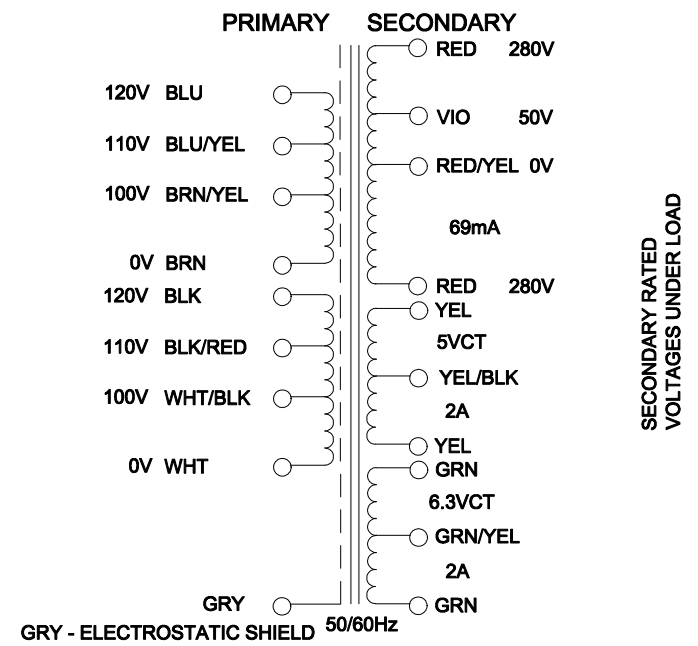 PRIMARY SECONDARY
RED 280V
120V BLU
VIO 50V
110V BLU/YEL
RED/YEL 0V
100V BRN/YEL
69mA
0V BRN
RED 280V
120V BLK
YEL
5VCT
110V BLK/RED
YEL/BLK
100V WHT/BLK
2A
YEL
0V WHT
GRN
6.3VCT
GRN/YEL
2A
GRY
GRN
GRY - ELECTROSTATIC SHIELD
50/60Hz
SECONDARY RATED
VOLTAGES UNDER LOAD